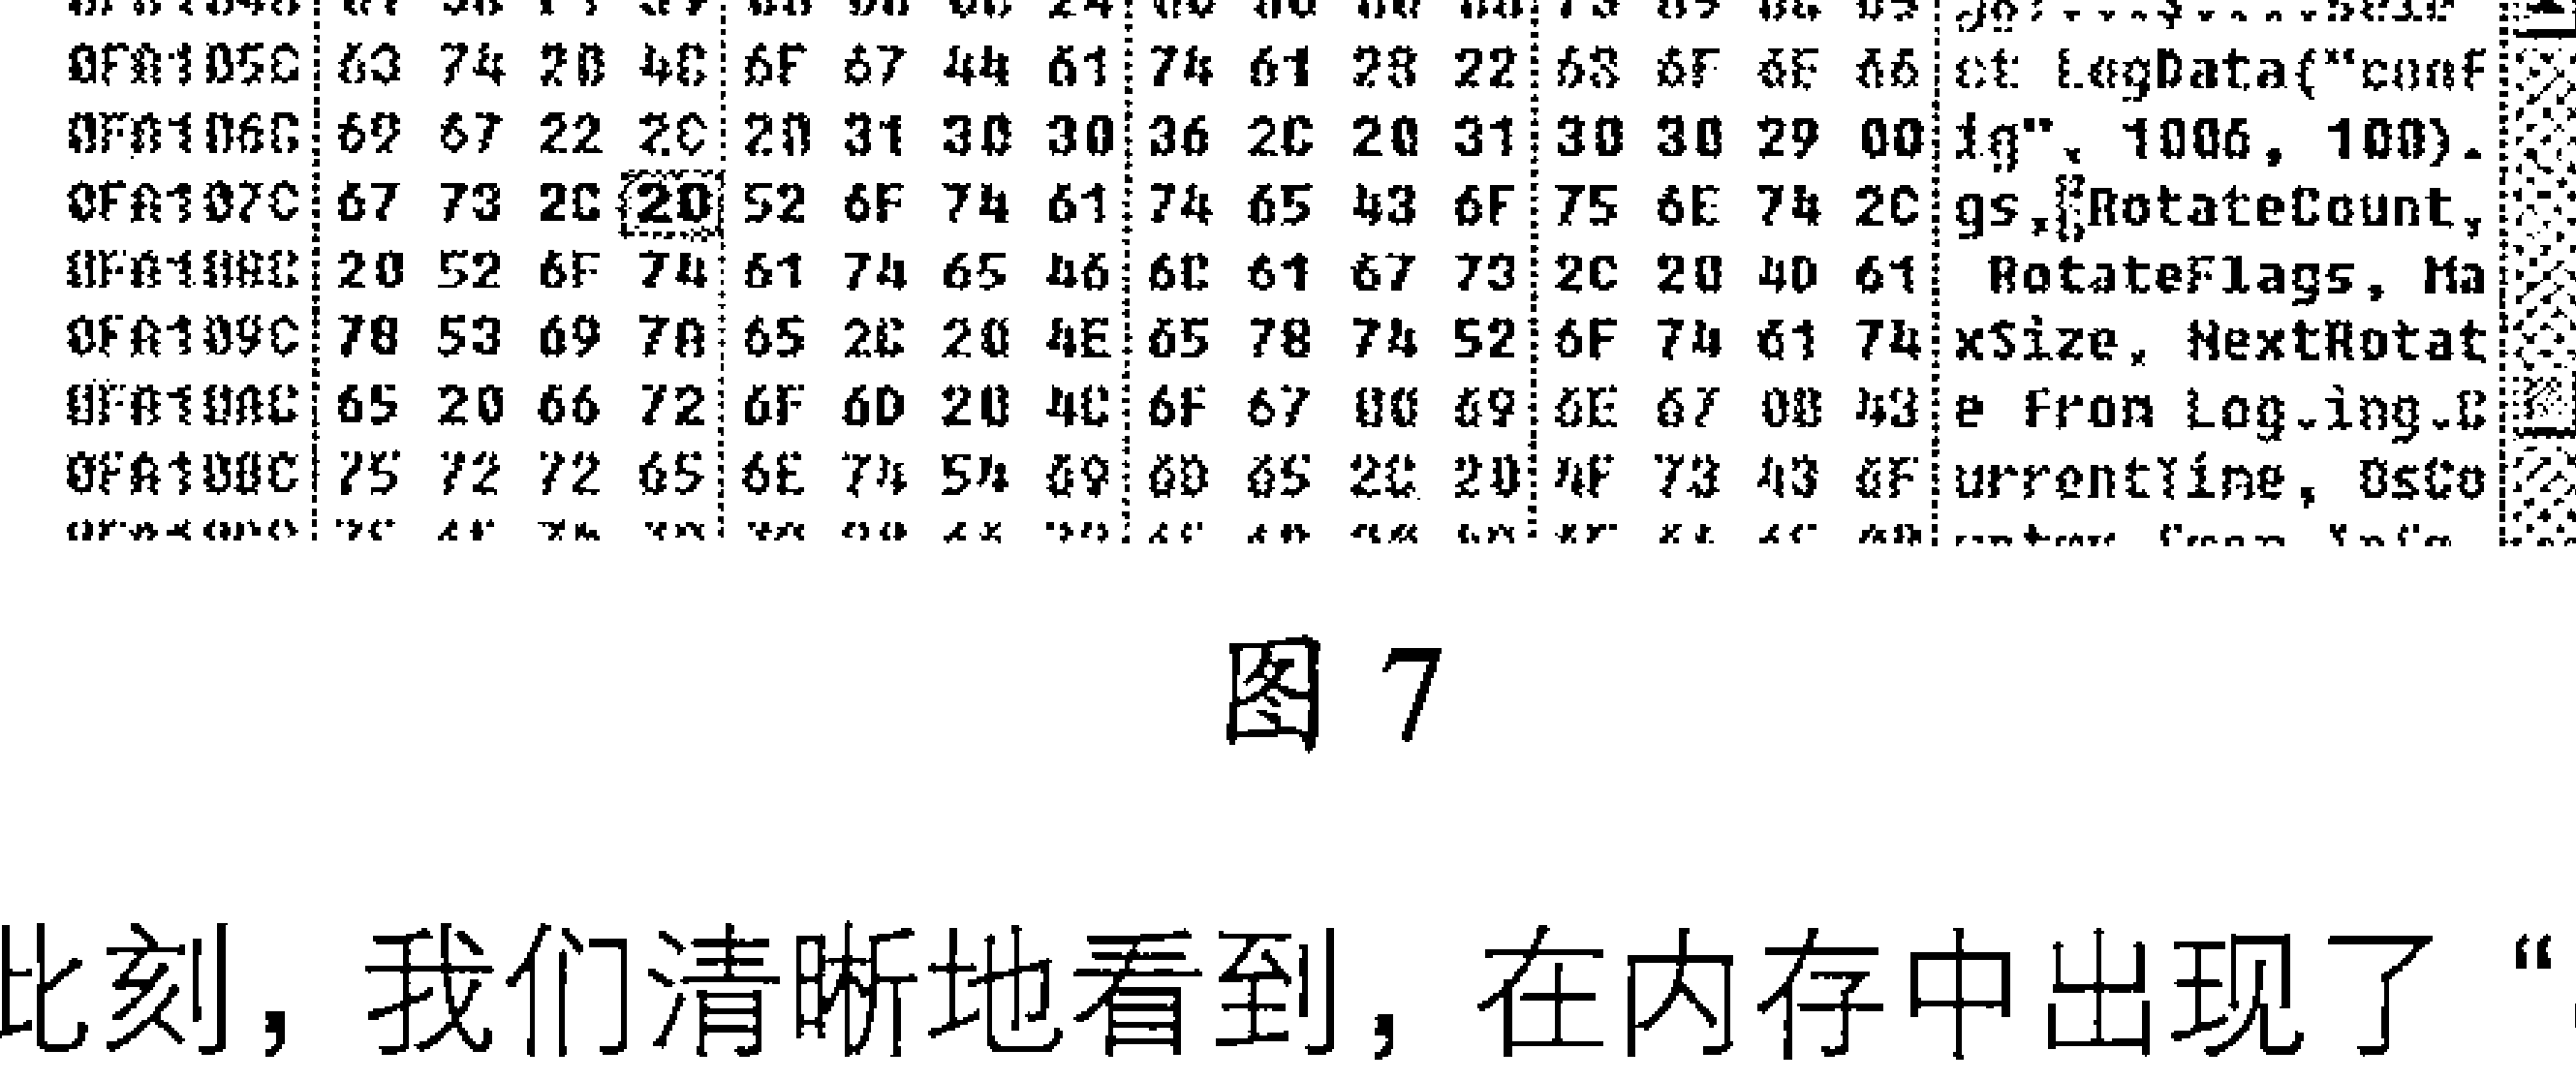 0FA1105C 63 74 20 4C 6F 67 44 61 74 61 28 22 63 6F 6E 66 ct LogData("conf
0FA1106C 69 67 22 2C 20 31 30 30 36 2C 20 31 30 30 29 00 ig", 1006, 100).
0FA1107C 67 73 2C 20 52 6F 74 61 74 65 43 6F 75 6E 74 2C gs, RotateCount,
0FA1108C 20 52 6F 74 61 74 65 46 6C 61 67 73 2C 20 4D 61 RotateFlags, Ma
0FA1109C 78 53 69 7A 65 2C 20 4E 65 78 74 52 6F 74 61 74 xSize, NextRotat
0FA110AC 65 20 66 72 6F 6D 20 4C 6F 67 00 69 6E 67 00 43 e from Log.ing.C
0FA110BC 75 72 72 65 6E 74 54 69 6D 65 2C 20 4F 73 43 6F urrentTime, OsCo
图 7
此刻，我们清晰地看到，在内存中出现了“